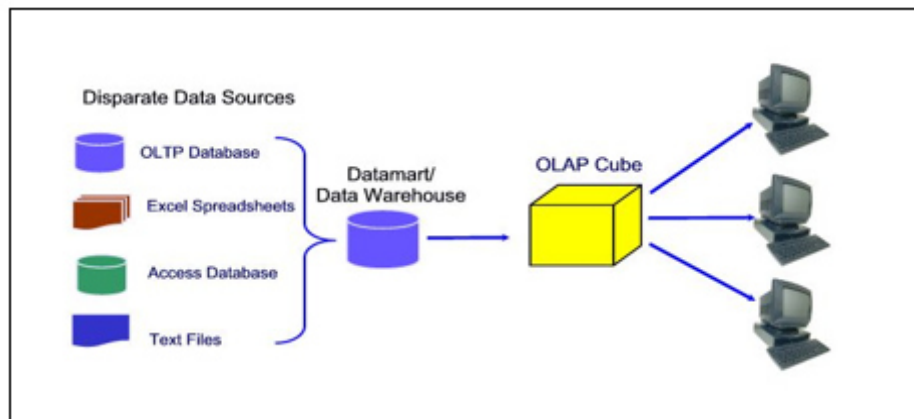 Disparate Data Sources
OLTP Database
Excel Spreadsheets
Access Database
Text Files
Datamart/
Data Warehouse
OLAP Cube